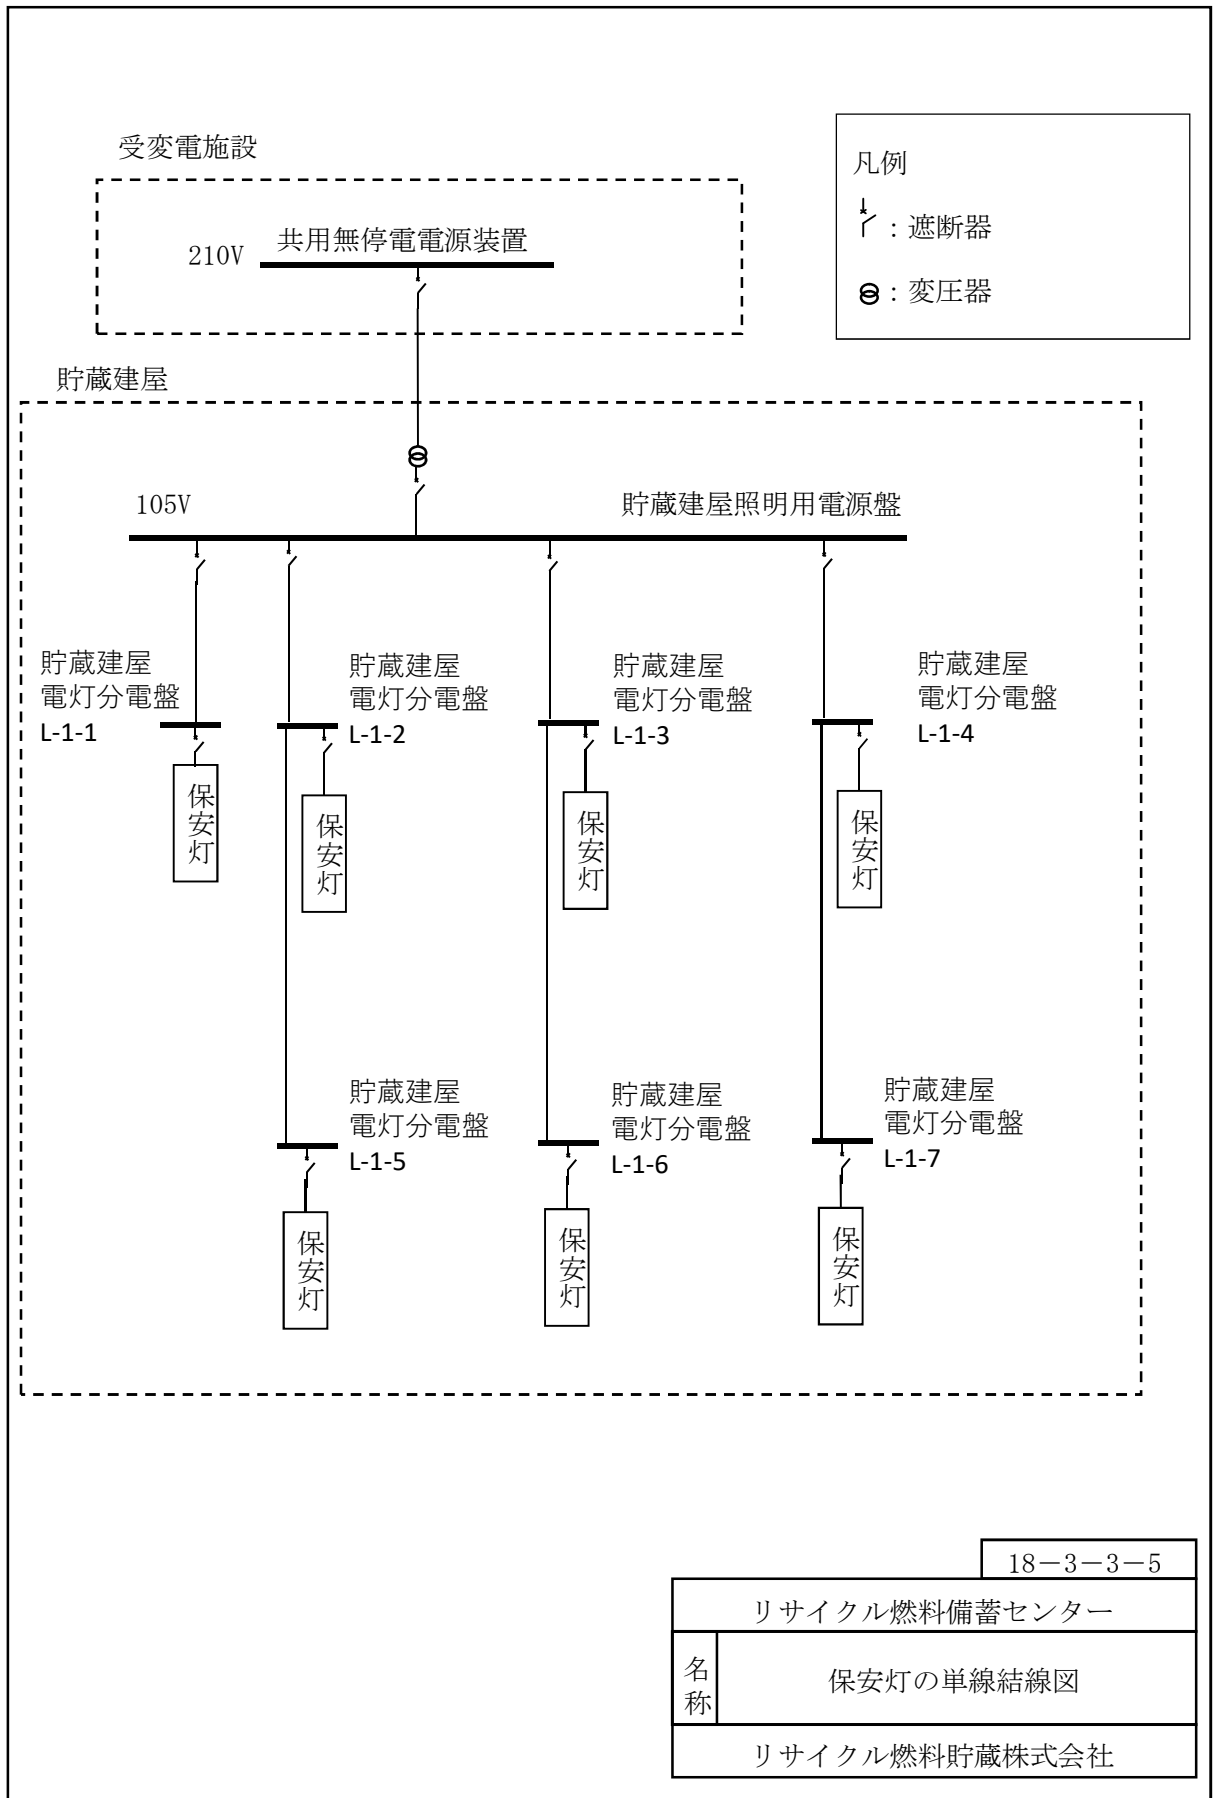 受変電施設
210V
共用無停電電源装置
凡例
：遮断器
：変圧器
貯蔵建屋
105V
貯蔵建屋照明用電源盤
貯蔵建屋
電灯分電盤
L-1-1
保安灯
貯蔵建屋
電灯分電盤
L-1-2
保安灯
貯蔵建屋
電灯分電盤
L-1-3
保安灯
貯蔵建屋
電灯分電盤
L-1-4
保安灯
貯蔵建屋
電灯分電盤
L-1-5
保安灯
貯蔵建屋
電灯分電盤
L-1-6
保安灯
貯蔵建屋
電灯分電盤
L-1-7
保安灯
18－3－3－5
リサイクル燃料備蓄センター
名称
保安灯の単線結線図
リサイクル燃料貯蔵株式会社